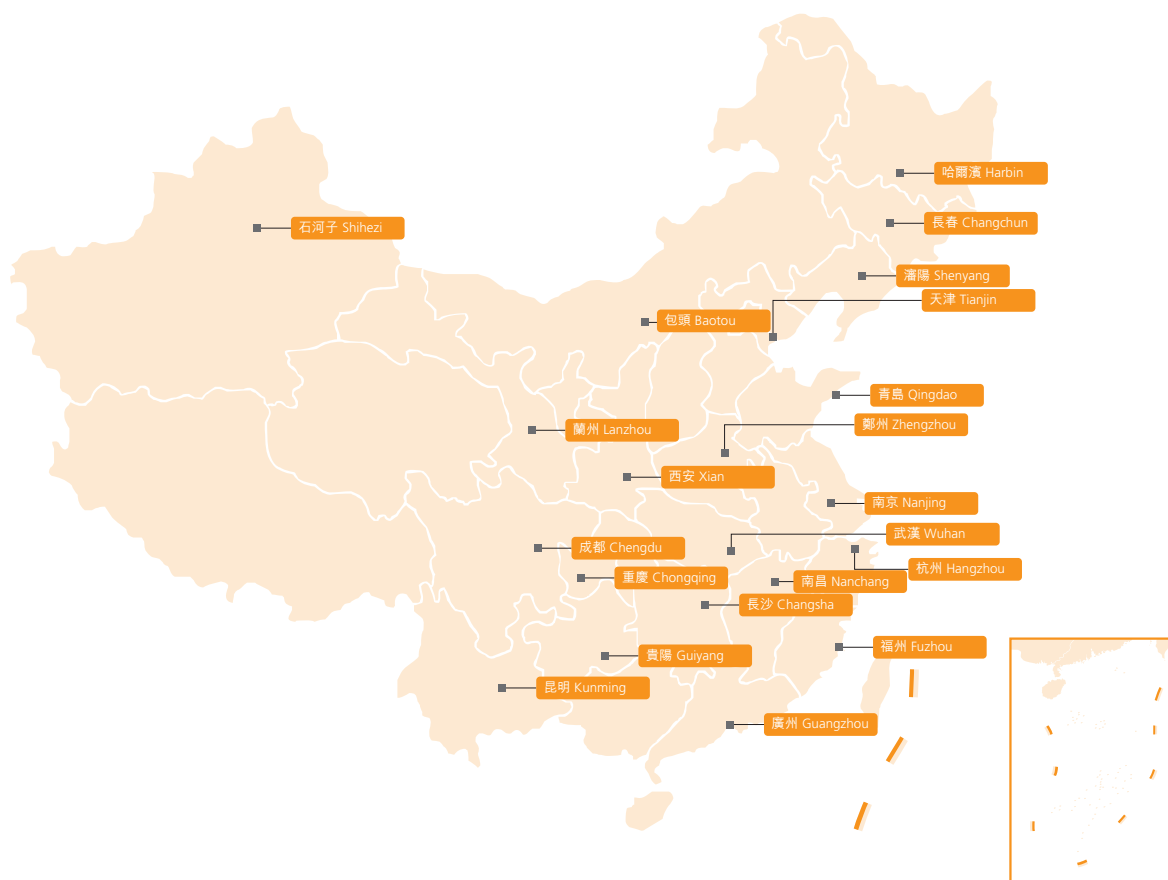 哈爾濱 Harbin
石河子 Shihezi
長春 Changchun
瀋陽 Shenyang
天津 Tianjin
包頭 Baotou
青島 Qingdao
鄭州 Zhengzhou
蘭州 Lanzhou
西安 Xian
南京 Nanjing
武漢 Wuhan
成都 Chengdu
杭州 Hangzhou
重慶 Chongqing
南昌 Nanchang
長沙 Changsha
福州 Fuzhou
貴陽 Guiyang
昆明 Kunming
廣州 Guangzhou